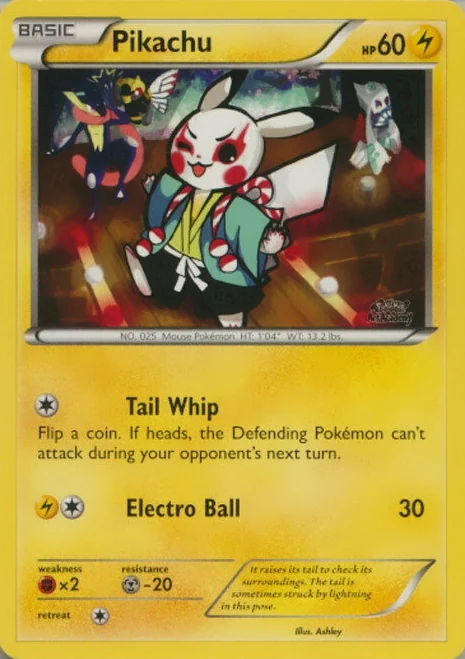 BASIC
Pikachu
HP60
NO. 025 Mouse Pokémon HT: 1'04" WT: 13.2 lbs.
Tail Whip
Flip a coin. If heads, the Defending Pokémon can't
attack during your opponent's next turn.
Electro Ball 30
weakness resistance
×2 -20
retreat
It raises its tail to check its
surroundings. The tail is
sometimes struck by lightning
in this pose.
Illus. Ashley